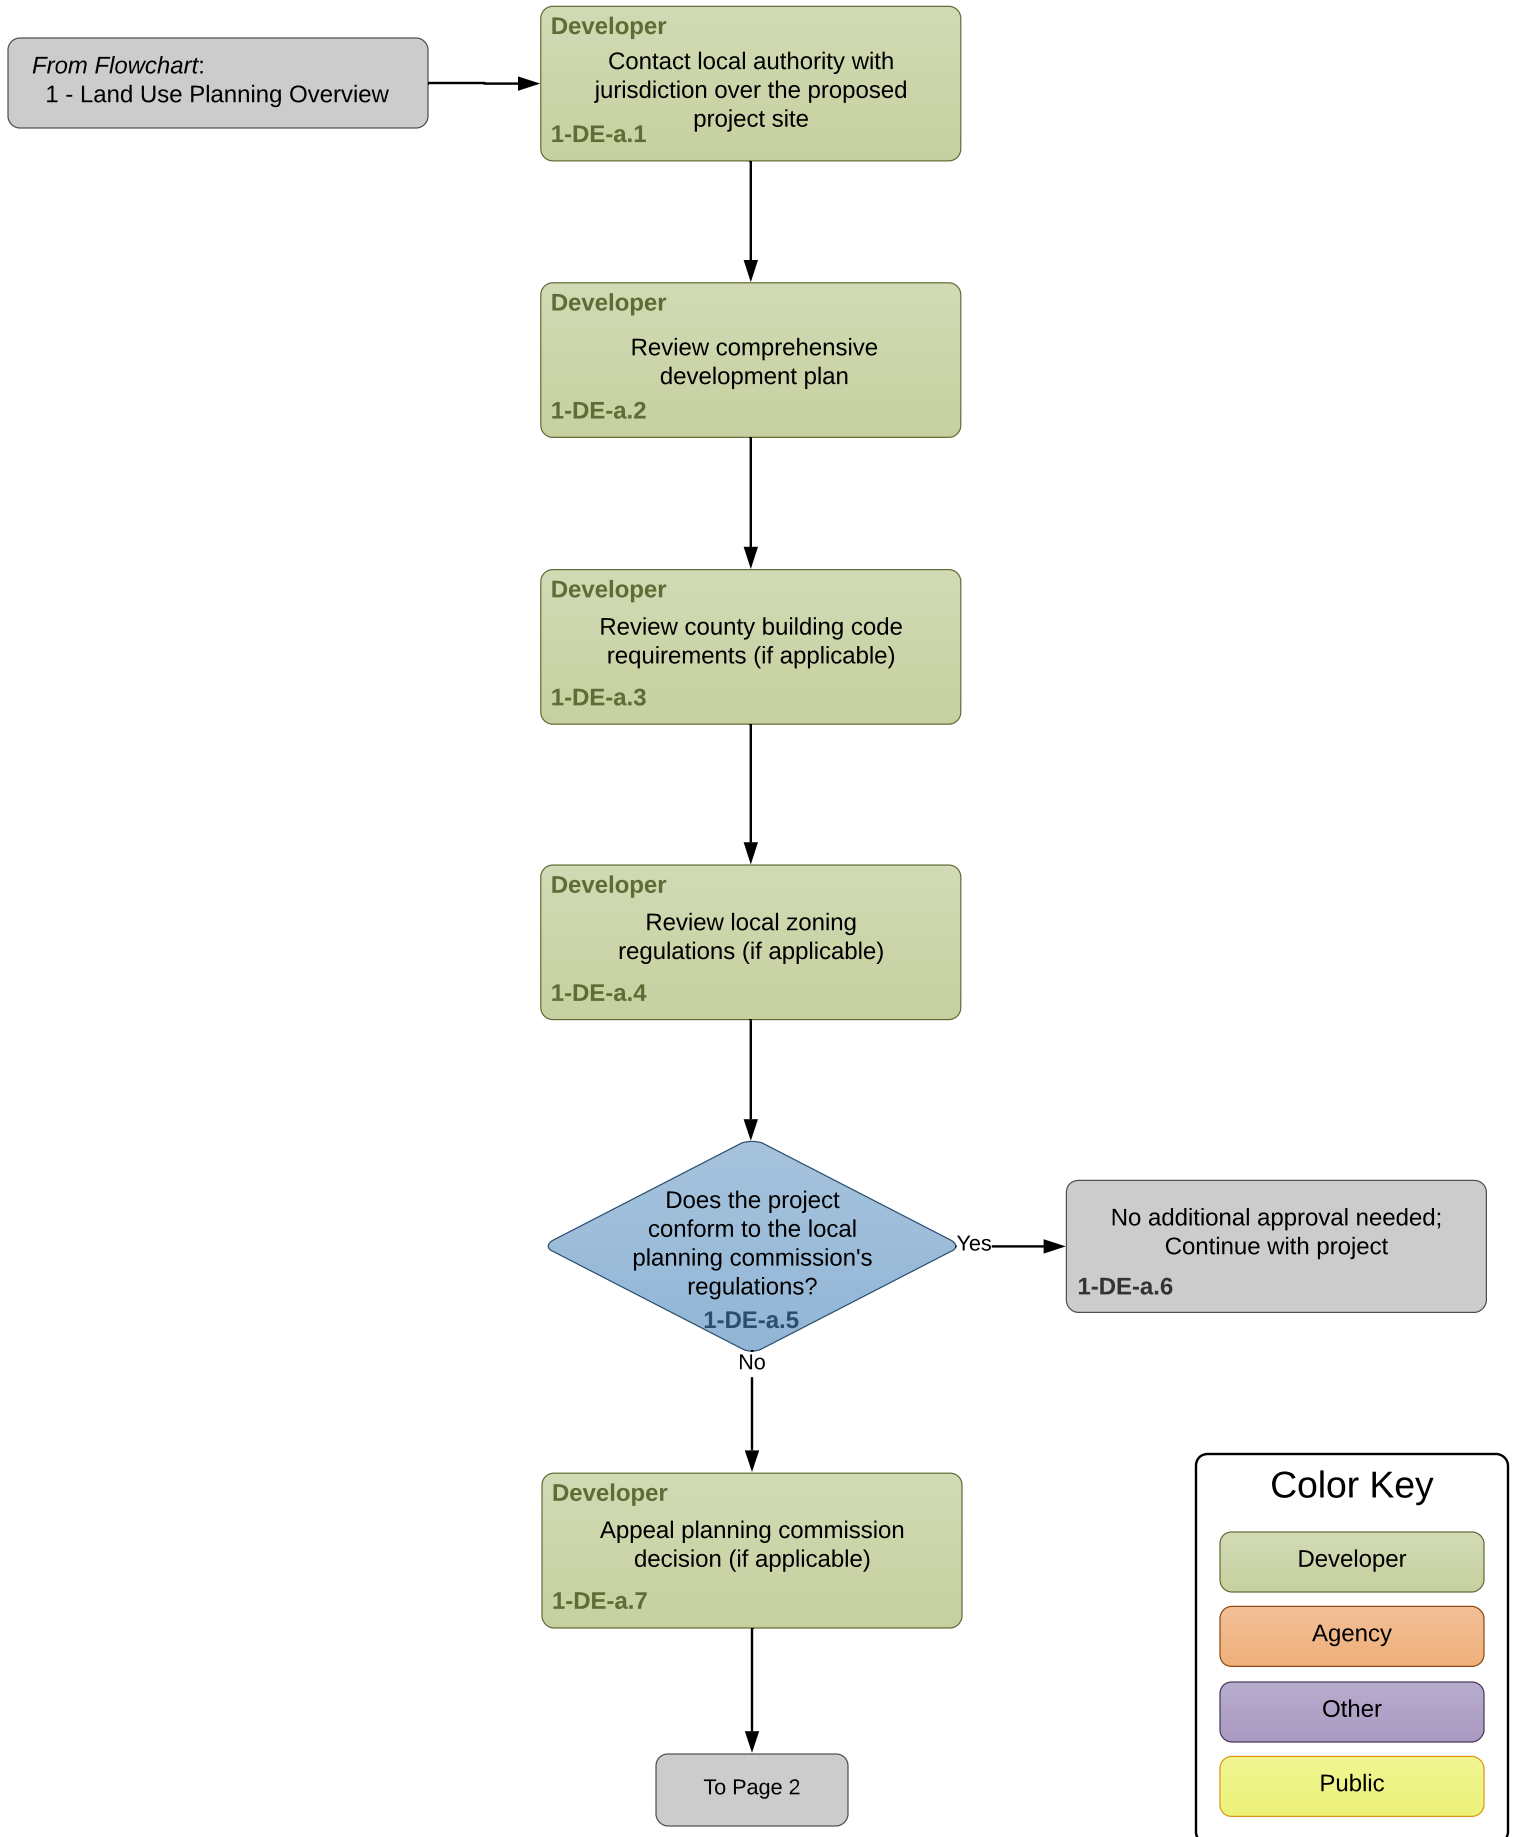 From Flowchart:
1 - Land Use Planning Overview
Developer
Contact local authority with
jurisdiction over the proposed
project site
1-DE-a.1
Developer
Review comprehensive
development plan
1-DE-a.2
Developer
Review county building code
requirements (if applicable)
1-DE-a.3
Developer
Review local zoning
regulations (if applicable)
1-DE-a.4
Does the project
conform to the local
planning commission's
regulations?
1-DE-a.5
Yes
No additional approval needed;
Continue with project
1-DE-a.6
No
Developer
Appeal planning commission
decision (if applicable)
1-DE-a.7
To Page 2
Color Key
Developer
Agency
Other
Public